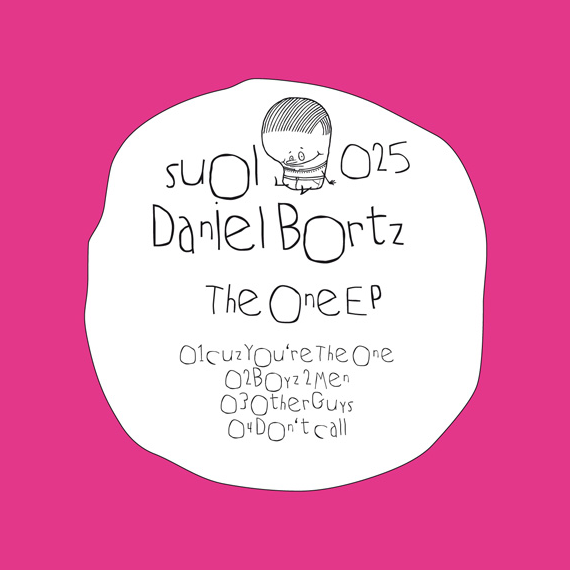 suOl 025
Daniel Bortz
The One EP
01 cuz You're The One
02 Boyz 2 Men
03 Other Guys
04 Don't call